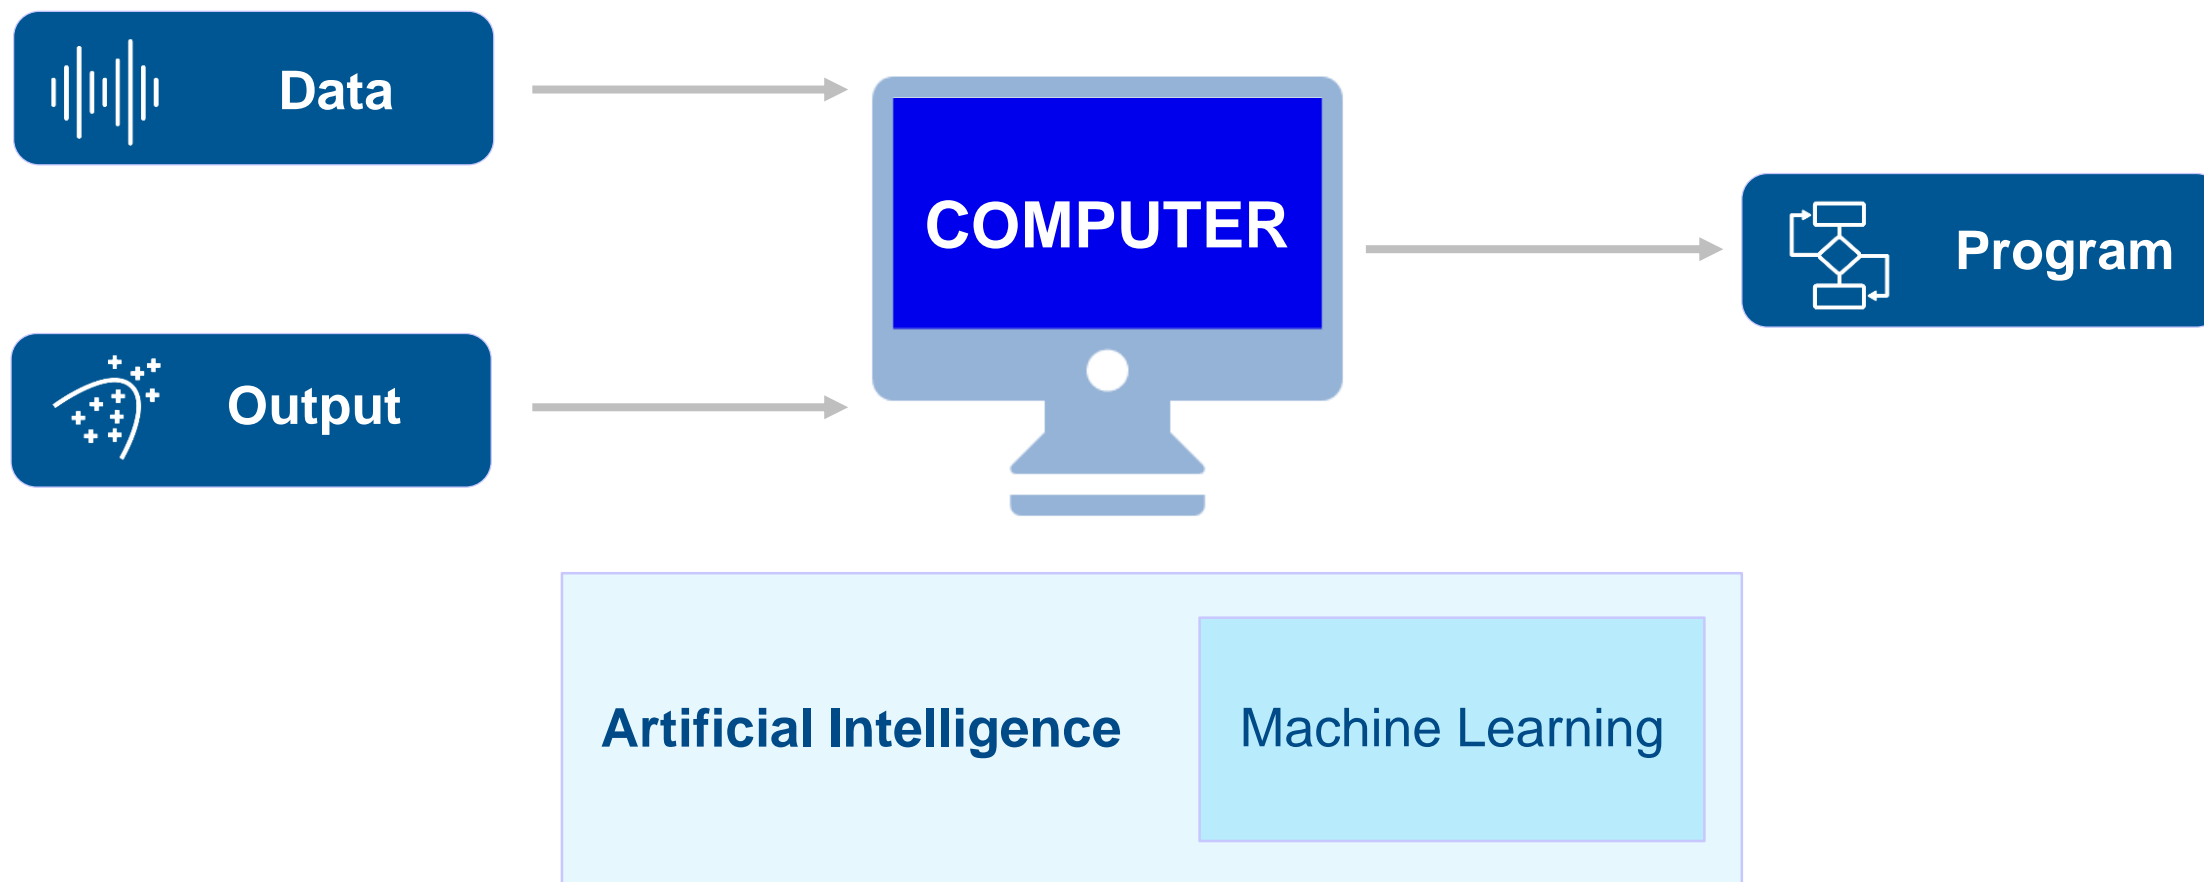 Data
COMPUTER
Program
Output
Artificial Intelligence
Machine Learning